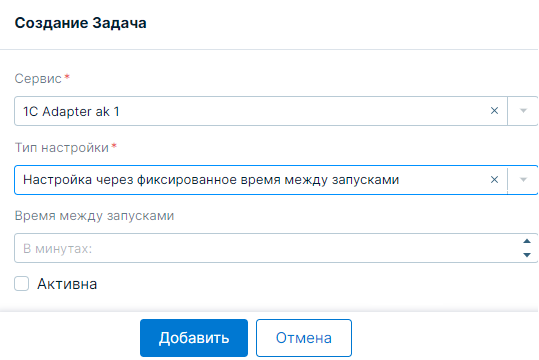 Создание Задача
Сервис *
1C Adapter ak 1
Тип настройки *
Настройка через фиксированное время между запусками
Время между запусками
В минутах:
Активна
Добавить
Отмена